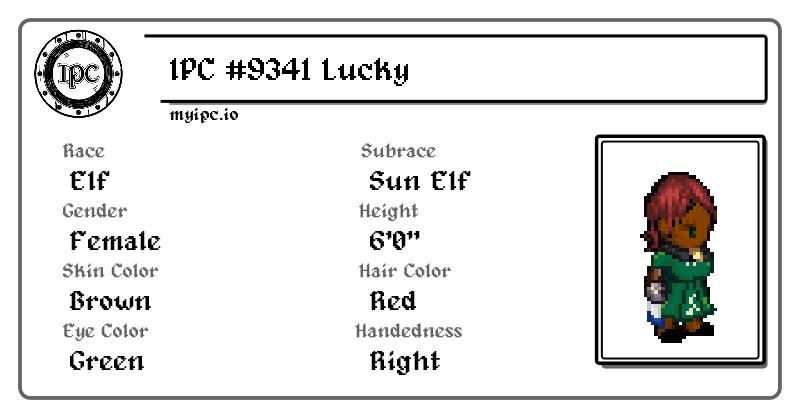 IPC
IPC #9341 Lucky
myipc.io
Race
Elf
Subrace
Sun Elf
Gender
Female
Height
6'0"
Skin Color
Brown
Hair Color
Red
Eye Color
Green
Handedness
Right